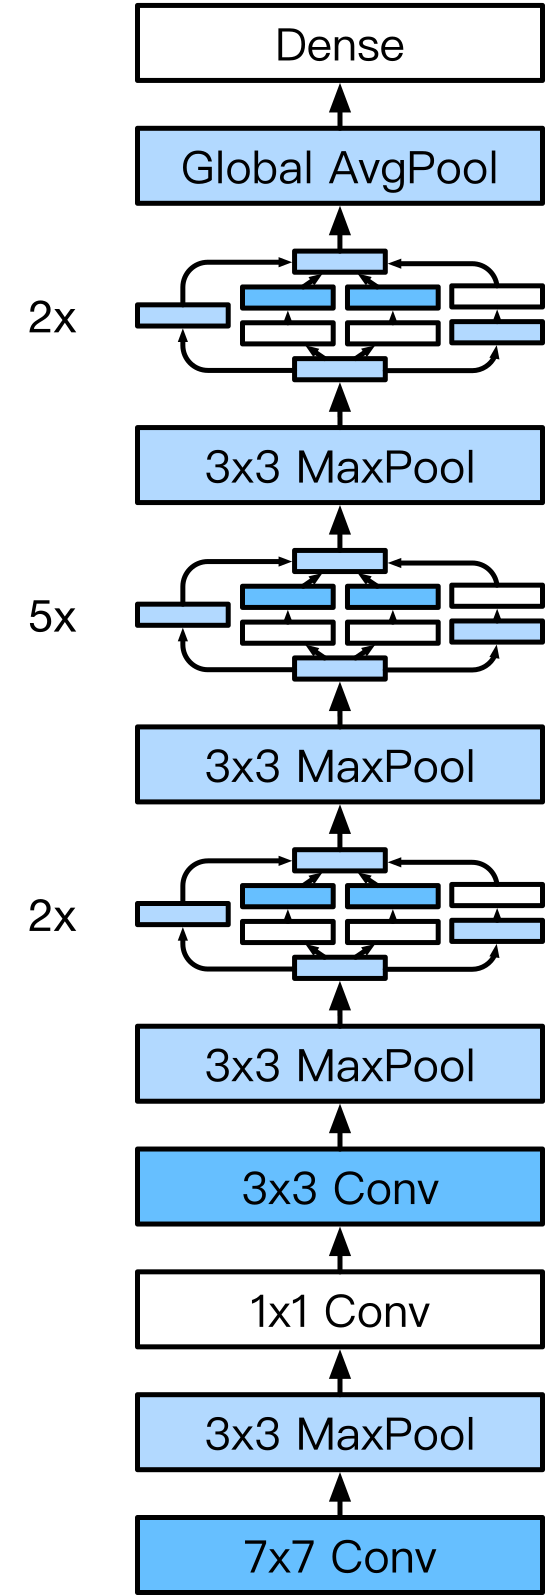 Dense
Global AvgPool
2x
3x3 MaxPool
5x
3x3 MaxPool
2x
3x3 MaxPool
3x3 Conv
1x1 Conv
3x3 MaxPool
7x7 Conv